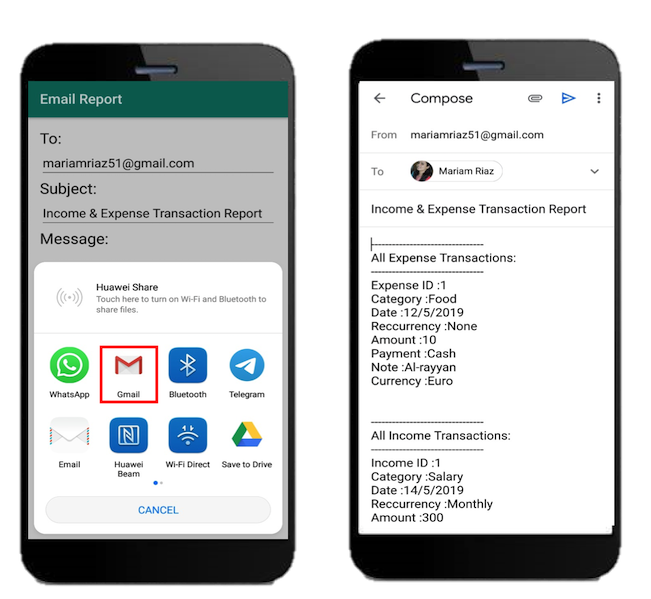 Email Report
To:
mariamriaz51@gmail.com
Subject:
Income & Expense Transaction Report
Message:
Huawei Share
Touch here to turn on Wi-Fi and Bluetooth to
share files.
WhatsApp
Gmail
Bluetooth
Telegram
Email
Huawei
Beam
Wi-Fi Direct
Save to Drive
CANCEL
Compose
From mariamriaz51@gmail.com
To Mariam Riaz
Income & Expense Transaction Report
--------------------------------
All Expense Transactions:
--------------------------------
Expense ID :1
Category :Food
Date :12/5/2019
Reccurrency :None
Amount :10
Payment :Cash
Note :Al-rayyan
Currency :Euro
--------------------------------
All Income Transactions:
--------------------------------
Income ID :1
Category :Salary
Date :14/5/2019
Reccurrency :Monthly
Amount :300